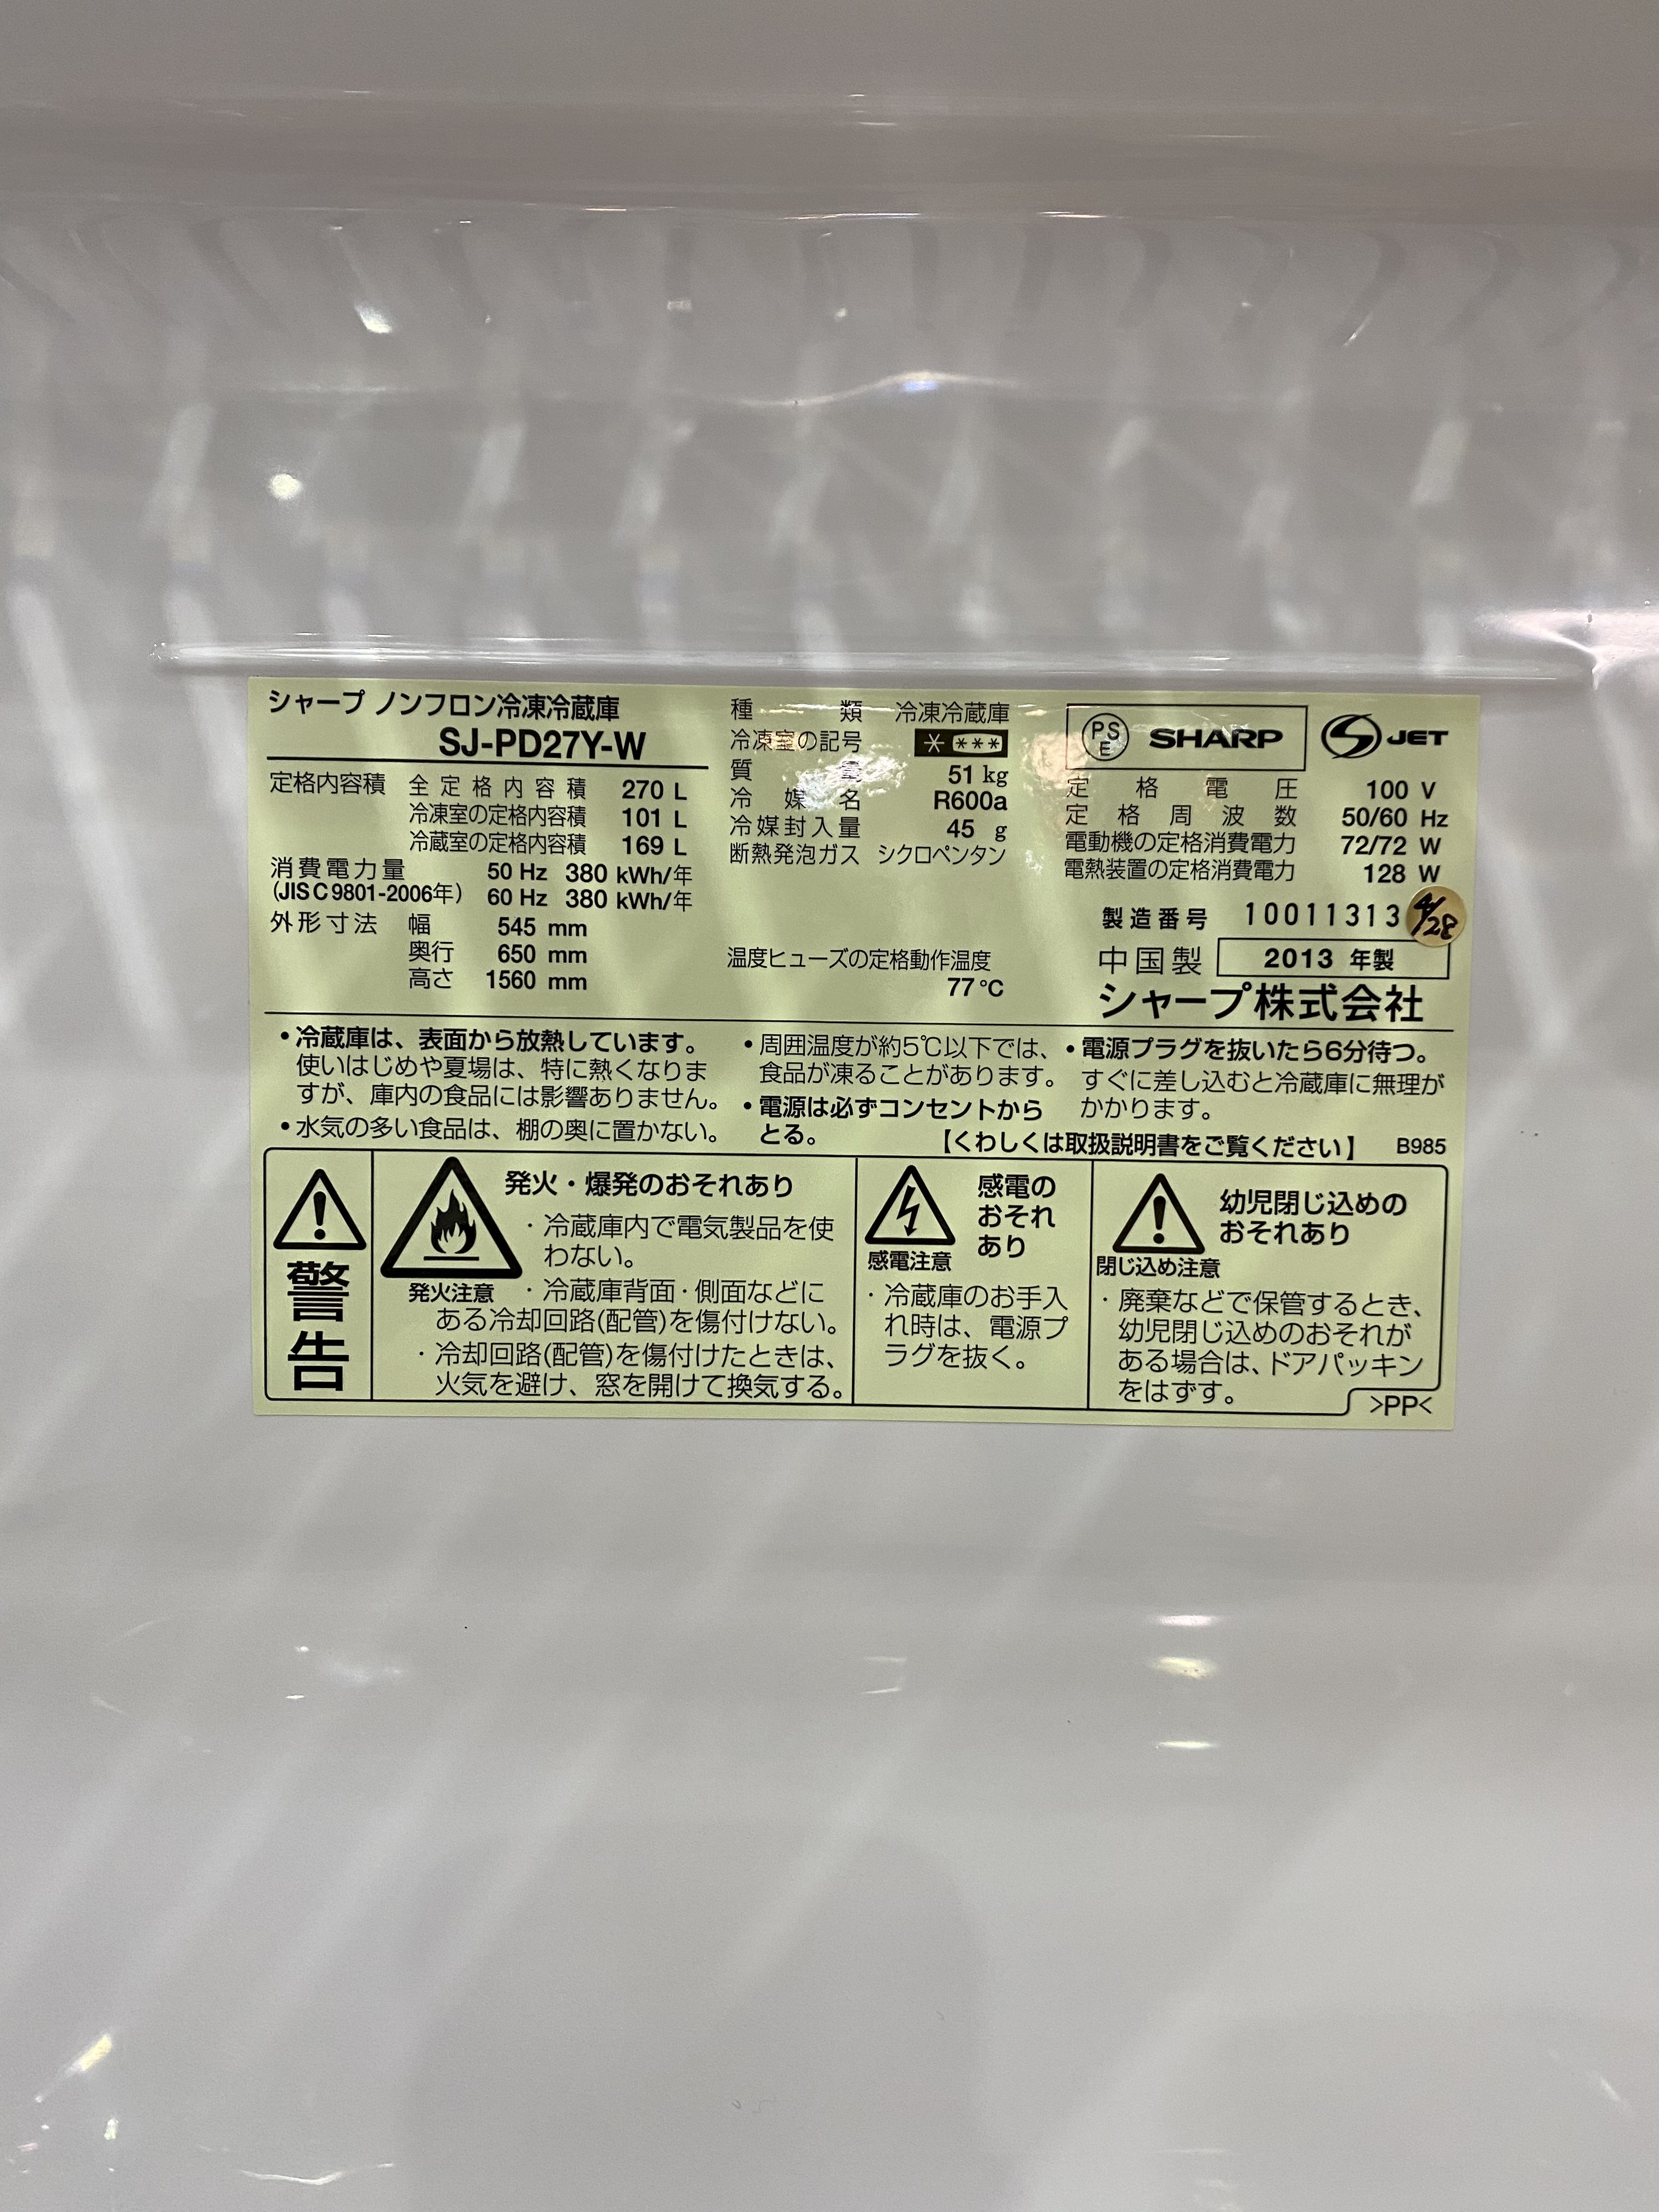 シャープ ノンフロン冷凍冷蔵庫
SJ-PD27Y-W
定格内容積 全定格内容積 270 L
冷凍室の定格内容積 101 L
冷蔵室の定格内容積 169 L
消費電力量 50 Hz 380 kWh/年
(JIS C 9801-2006年) 60 Hz 380 kWh/年
外形寸法 幅 545 mm
奥行 650 mm
高さ 1560 mm
種類 冷凍冷蔵庫
冷凍室の記号 * ***
質量 51 kg
冷媒名 R600a
冷媒封入量 45 g
断熱発泡ガス シクロペンタン
温度ヒューズの定格動作温度
77 ℃
PSE SHARP S JET
定格電圧 100 V
定格周波数 50/60 Hz
電動機の定格消費電力 72/72 W
電熱装置の定格消費電力 128 W
製造番号 10011313
4/28
中国製 2013 年製
シャープ株式会社
・冷蔵庫は、表面から放熱しています。
使いはじめや夏場は、特に熱くなりま
すが、庫内の食品には影響ありません。
・水気の多い食品は、棚の奥に置かない。
・周囲温度が約5℃以下では、
食品が凍ることがあります。
・電源は必ずコンセントから
とる。
・電源プラグを抜いたら6分待つ。
すぐに差し込むと冷蔵庫に無理が
かかります。
【くわしくは取扱説明書をご覧ください】 B985
警告
発火・爆発のおそれあり
・冷蔵庫内で電気製品を使
わない。
発火注意
・冷蔵庫背面・側面などに
ある冷却回路(配管)を傷付けない。
・冷却回路(配管)を傷付けたときは、
火気を避け、窓を開けて換気する。
感電の
おそれ
あり
感電注意
・冷蔵庫のお手入
れ時は、電源プ
ラグを抜く。
幼児閉じ込めの
おそれあり
閉じ込め注意
・廃棄などで保管するとき、
幼児閉じ込めのおそれが
ある場合は、ドアパッキン
をはずす。
>PP<